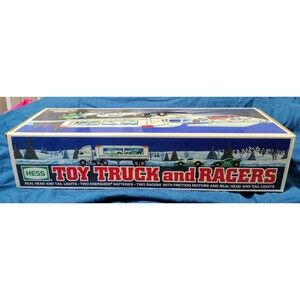 HESS
TOY TRUCK and RACERS
REAL HEAD AND TAIL LIGHTS · TWO ENERGIZER® BATTERIES · TWO RACERS WITH FRICTION MOTORS AND REAL HEAD AND TAIL LIGHTS